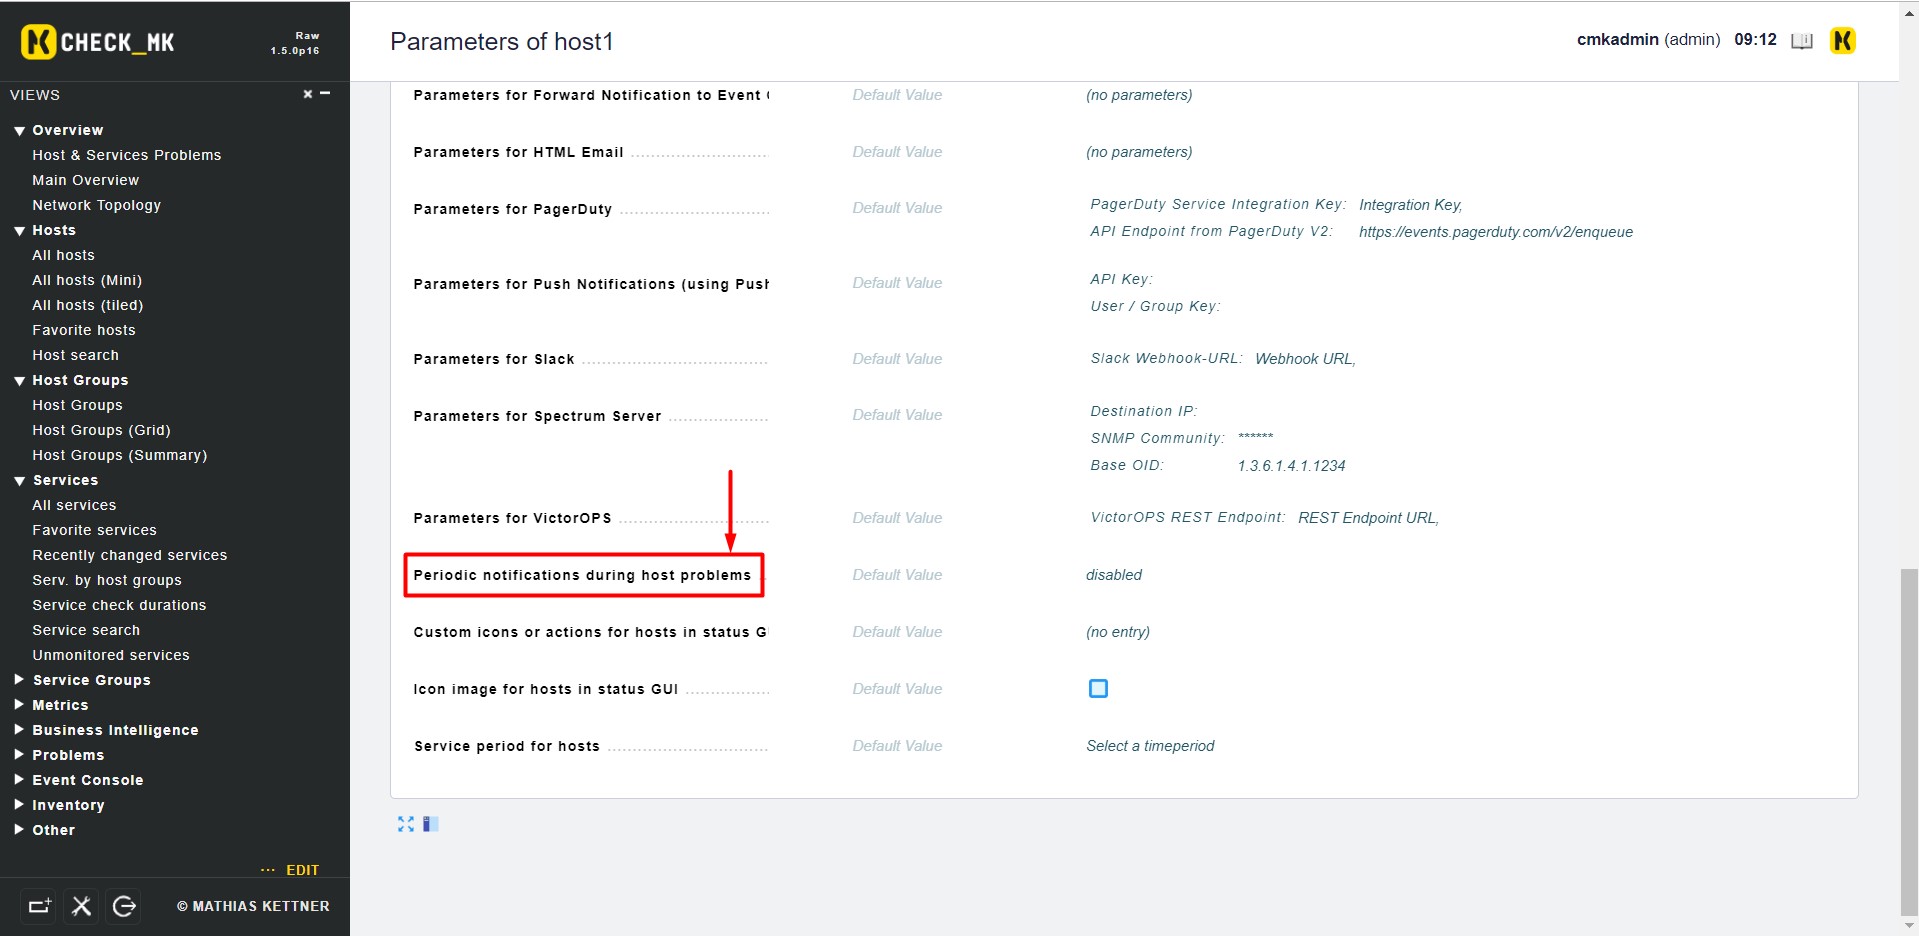 CHECK_MK
Raw
1.5.0p16
Parameters of host1
cmkadmin (admin) 09:12
VIEWS
Overview
Host & Services Problems
Main Overview
Network Topology
Hosts
All hosts
All hosts (Mini)
All hosts (tiled)
Favorite hosts
Host search
Host Groups
Host Groups
Host Groups (Grid)
Host Groups (Summary)
Services
All services
Favorite services
Recently changed services
Serv. by host groups
Service check durations
Service search
Unmonitored services
Service Groups
Metrics
Business Intelligence
Problems
Event Console
Inventory
Other
... EDIT
© MATHIAS KETTNER
Parameters for Forward Notification to Event Default Value (no parameters)
Parameters for HTML Email Default Value (no parameters)
Parameters for PagerDuty Default Value PagerDuty Service Integration Key: Integration Key,
API Endpoint from PagerDuty V2: https://events.pagerduty.com/v2/enqueue
Parameters for Push Notifications (using Push Default Value API Key:
User / Group Key:
Parameters for Slack Default Value Slack Webhook-URL: Webhook URL,
Parameters for Spectrum Server Default Value Destination IP:
SNMP Community: ******
Base OID: 1.3.6.1.4.1.1234
Parameters for VictorOPS Default Value VictorOPS REST Endpoint: REST Endpoint URL,
Periodic notifications during host problems Default Value disabled
Custom icons or actions for hosts in status G Default Value (no entry)
Icon image for hosts in status GUI Default Value
Service period for hosts Default Value Select a timeperiod